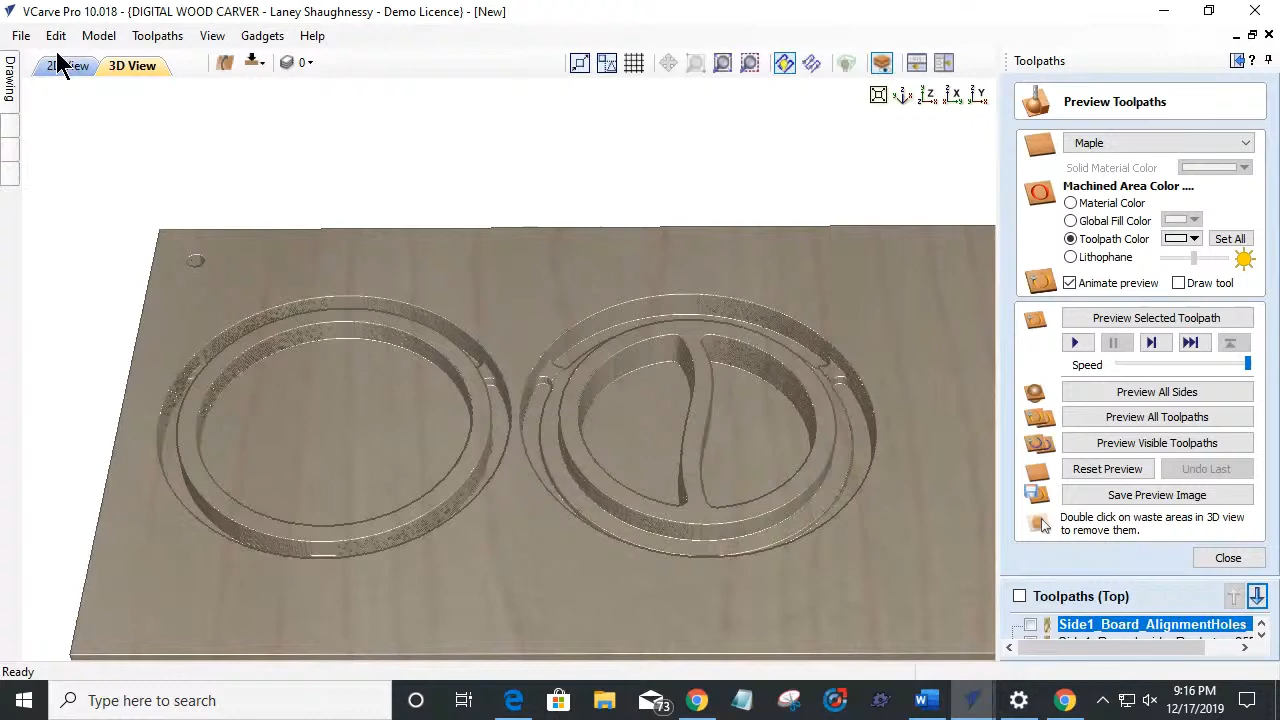 VCarve Pro 10.018 - {DIGITAL WOOD CARVER - Laney Shaughnessy - Demo Licence} - [New]
File Edit Model Toolpaths View Gadgets Help
2D View 3D View
0
Toolpaths
Drawing
Z X Y
Preview Toolpaths
Maple
Solid Material Color
Machined Area Color ....
Material Color
Global Fill Color
Toolpath Color Set All
Lithophane
Animate preview Draw tool
Preview Selected Toolpath
Speed
Preview All Sides
Preview All Toolpaths
Preview Visible Toolpaths
Reset Preview Undo Last
Save Preview Image
Double click on waste areas in 3D view
to remove them.
Close
Toolpaths (Top)
Side1_Board_AlignmentHoles
Ready
Type here to search
73
9:16 PM
12/17/2019